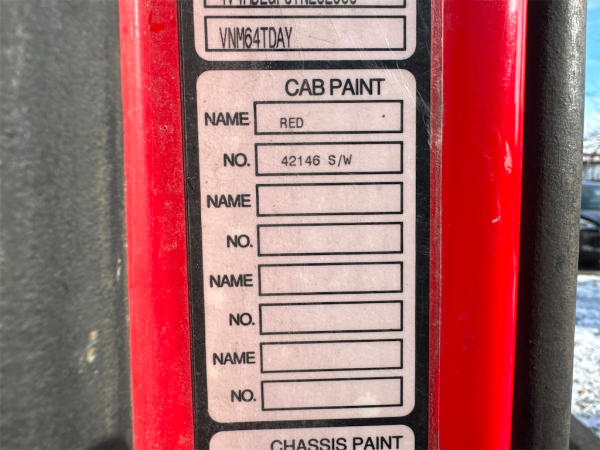 VNM64TDAY
CAB PAINT
NAME RED
NO. 42146 S/W
NAME
NO.
NAME
NO.
NAME
NO.
CHASSIS PAINT